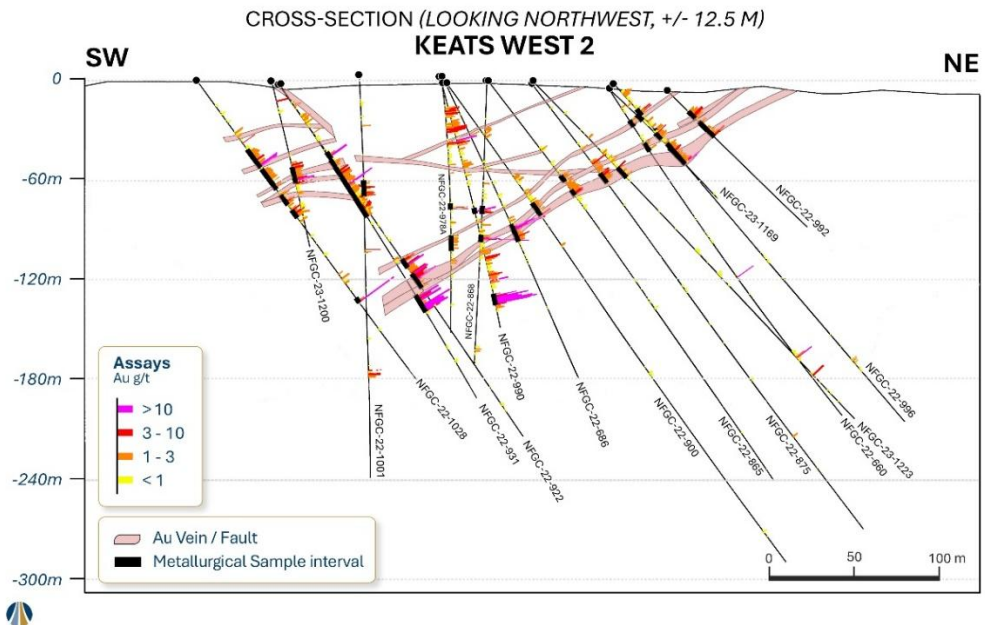 CROSS-SECTION (LOOKING NORTHWEST, +/- 12.5 M)
KEATS WEST 2
SW
NE
0
-60m
-120m
-180m
-240m
-300m
NFGC-23-1200
NFGC-22-1001
NFGC-22-1028
NFGC-22-931
NFGC-22-922
NFGC-22-978A
NFGC-22-868
NFGC-22-990
NFGC-22-686
NFGC-22-900
NFGC-22-865
NFGC-22-875
NFGC-22-660
NFGC-23-1223
NFGC-22-996
NFGC-23-1169
NFGC-22-992
Assays
Au g/t
> 10
3 - 10
1 - 3
< 1
Au Vein / Fault
Metallurgical Sample interval
0 50 100 m